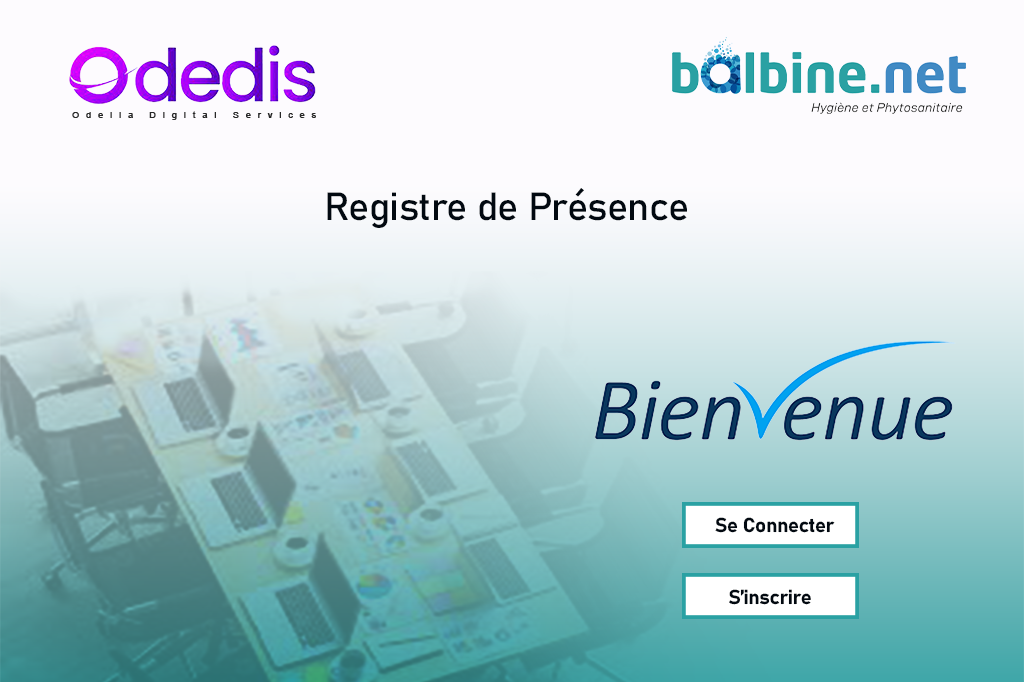 Odedis
Odelia Digital Services
balbine.net
Hygiène et Phytosanitaire
Registre de Présence
Bienvenue
Se Connecter
S'inscrire